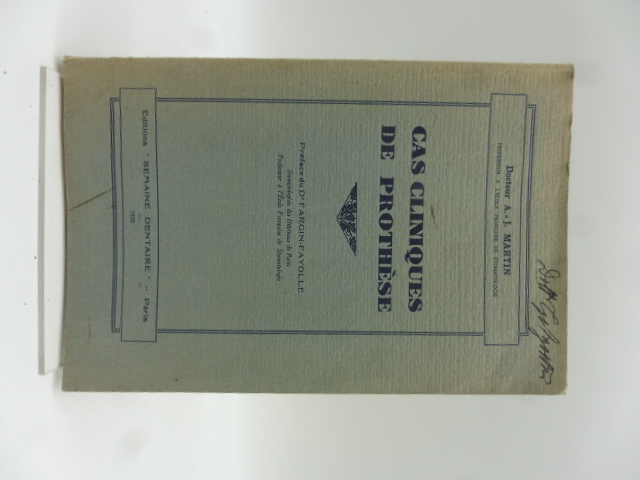 Docteur A.-J. MARTIN
PROFESSEUR A L'ECOLE FRANÇAISE DE STOMATOLOGIE
CAS CLINIQUES
DE PROTHÈSE
Préface du Dr FARGIN-FAYOLLE
Stomatologiste des Hôpitaux de Paris
Professeur à l'Ecole Française de Stomatologie
Editions " SEMAINE DENTAIRE " - Paris